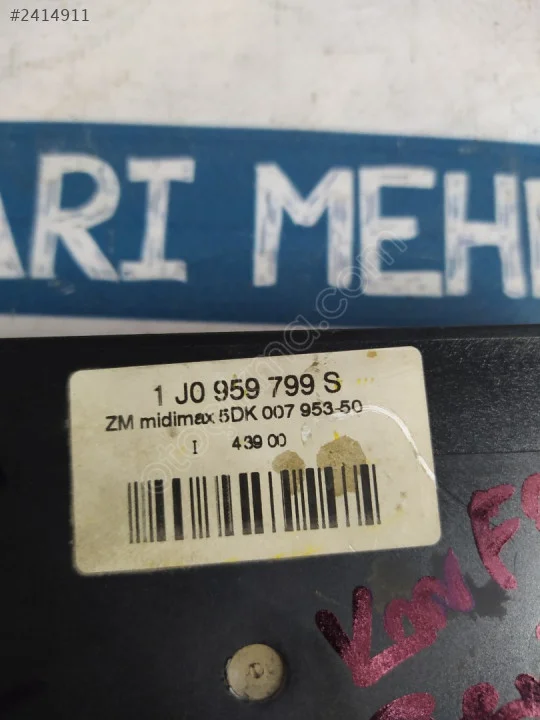 #2414911
ARI MEH
1 J0 959 799 S
ZM midimax 5DK 007 953-50
I 439 00